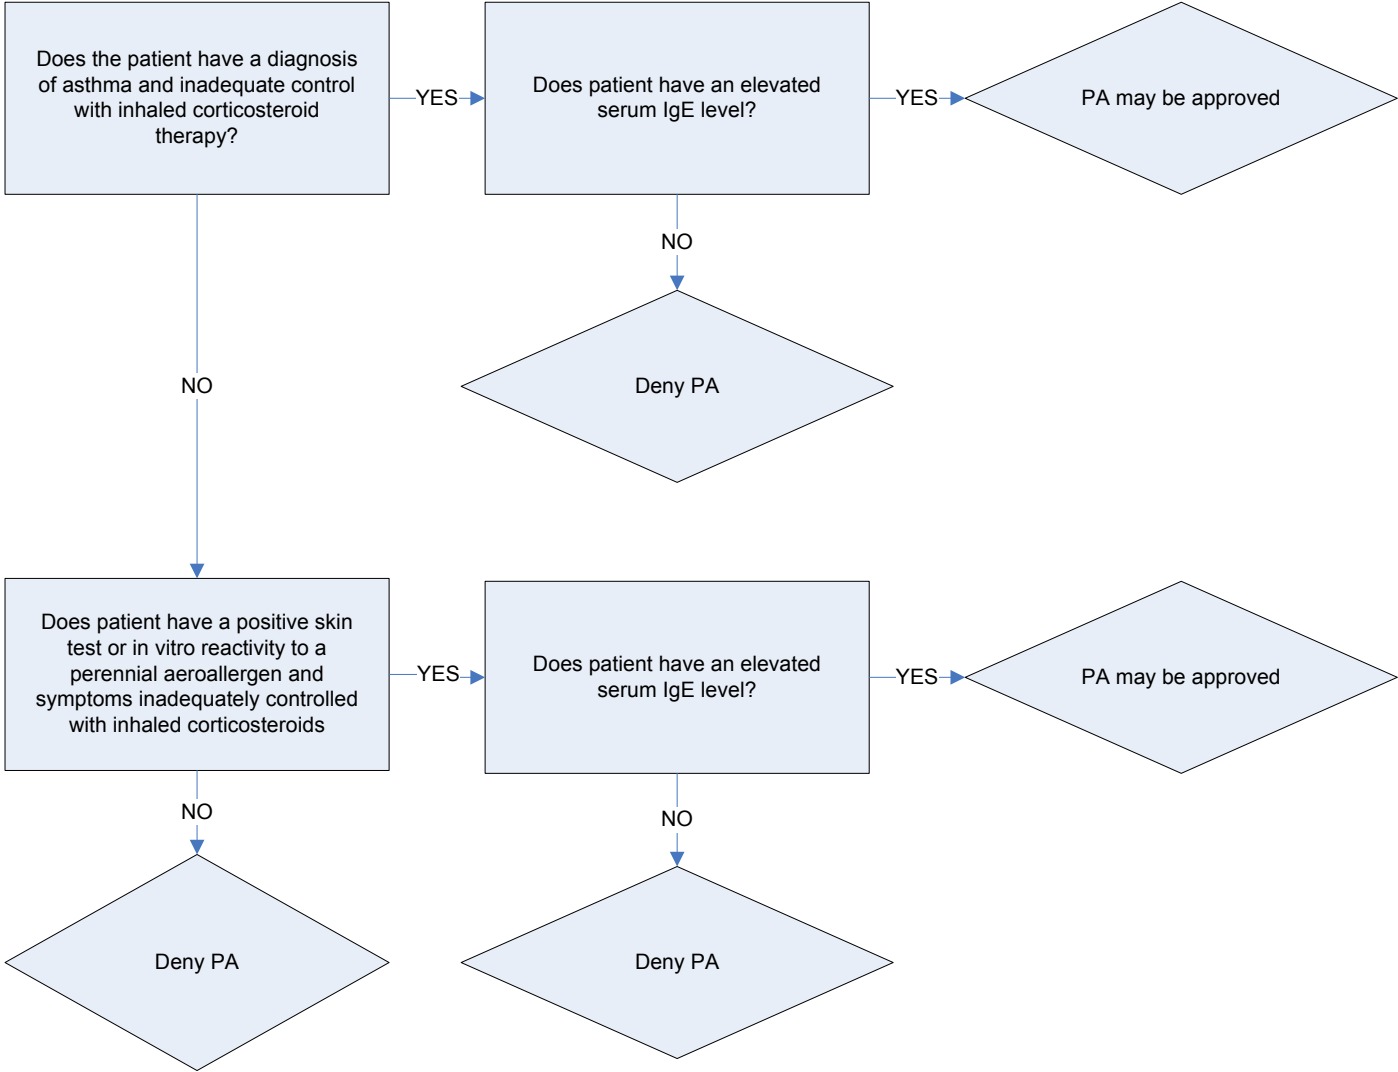 Does the patient have a diagnosis
of asthma and inadequate control
with inhaled corticosteroid
therapy?
YES
Does patient have an elevated
serum IgE level?
YES
PA may be approved
NO
Deny PA
NO
Does patient have a positive skin
test or in vitro reactivity to a
perennial aeroallergen and
symptoms inadequately controlled
with inhaled corticosteroids
YES
Does patient have an elevated
serum IgE level?
YES
PA may be approved
NO
Deny PA
NO
Deny PA